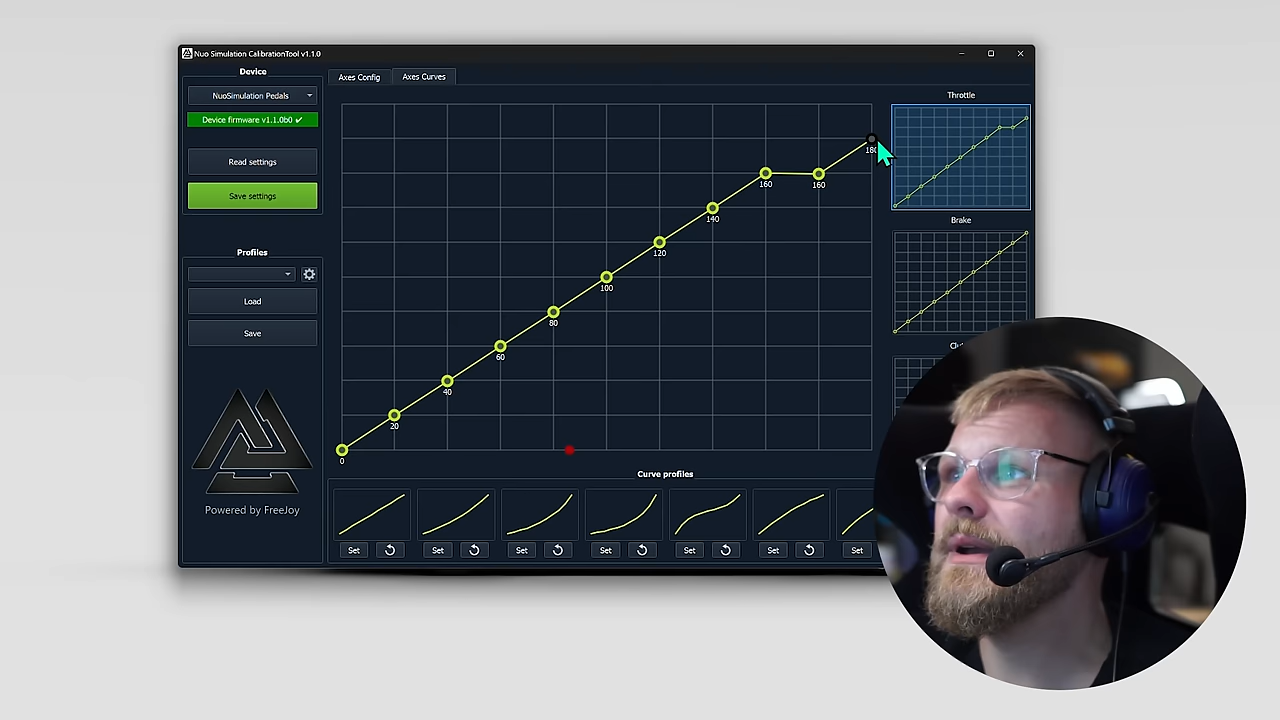 Nuo Simulation CalibrationTool v1.1.0
Device
NuoSimulation Pedals
Device firmware v1.1.0b0 ✔
Read settings
Save settings
Profiles
Load
Save
Powered by FreeJoy
Axes Config
Axes Curves
0
20
40
60
80
100
120
140
160
160
180
Throttle
Brake
Curve profiles
Set
Set
Set
Set
Set
Set
Set